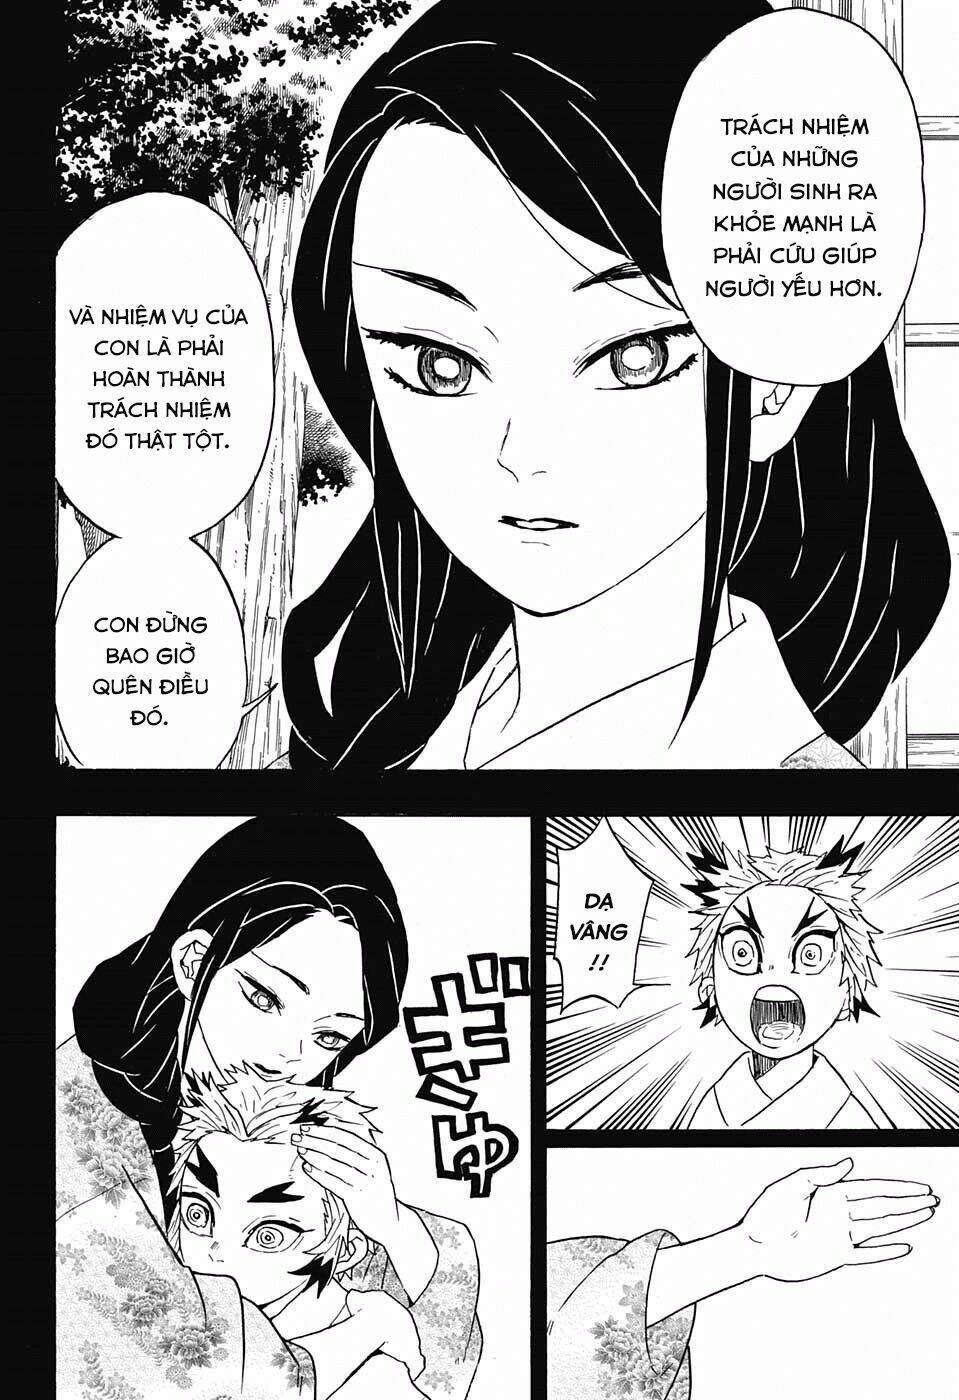 TRÁCH NHIỆM
CỦA NHỮNG
NGƯỜI SINH RA
KHỎE MẠNH LÀ
PHẢI CỨU GIÚP
NGƯỜI YẾU HƠN.
VÀ NHIỆM VỤ CỦA
CON LÀ PHẢI
HOÀN THÀNH
TRÁCH NHIỆM
ĐÓ THẬT TỘT.
CON ĐỪNG
BAO GIỜ
QUÊN ĐIỀU
ĐÓ.
DẠ
VÂNG
!!
ギュ